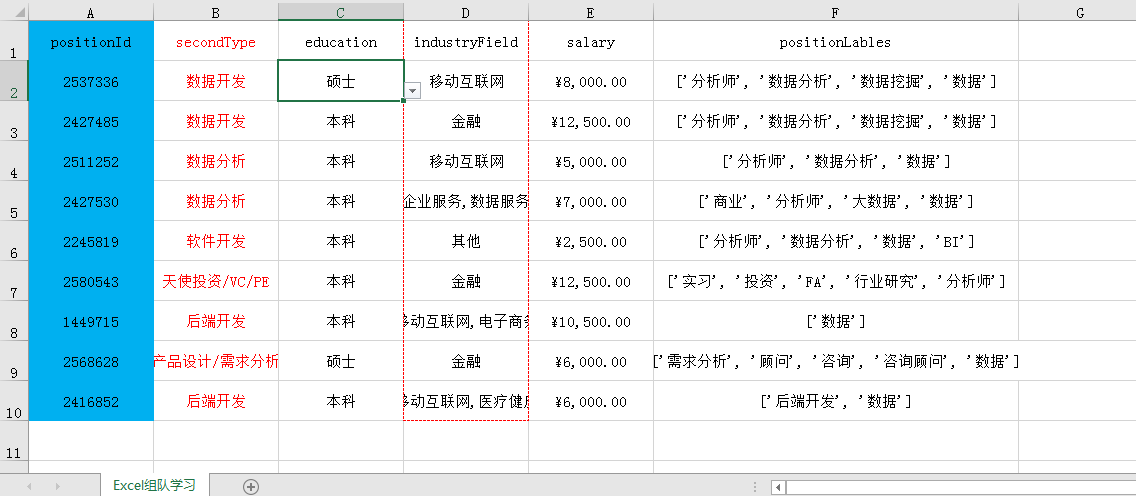 A B C D E F G
1 positionId secondType education industryField salary positionLables
2 2537336 数据开发 硕士 移动互联网 ¥8,000.00 ['分析师', '数据分析', '数据挖掘', '数据']
3 2427485 数据开发 本科 金融 ¥12,500.00 ['分析师', '数据分析', '数据挖掘', '数据']
4 2511252 数据分析 本科 移动互联网 ¥5,000.00 ['分析师', '数据分析', '数据']
5 2427530 数据分析 本科 企业服务,数据服务 ¥7,000.00 ['商业', '分析师', '大数据', '数据']
6 2245819 软件开发 本科 其他 ¥2,500.00 ['分析师', '数据分析', '数据', 'BI']
7 2580543 天使投资/VC/PE 本科 金融 ¥12,500.00 ['实习', '投资', 'FA', '行业研究', '分析师']
8 1449715 后端开发 本科 移动互联网,电子商务 ¥10,500.00 ['数据']
9 2568628 产品设计/需求分析 硕士 金融 ¥6,000.00 ['需求分析', '顾问', '咨询', '咨询顾问', '数据']
10 2416852 后端开发 本科 移动互联网,医疗健康 ¥6,000.00 ['后端开发', '数据']
11
Excel组队学习